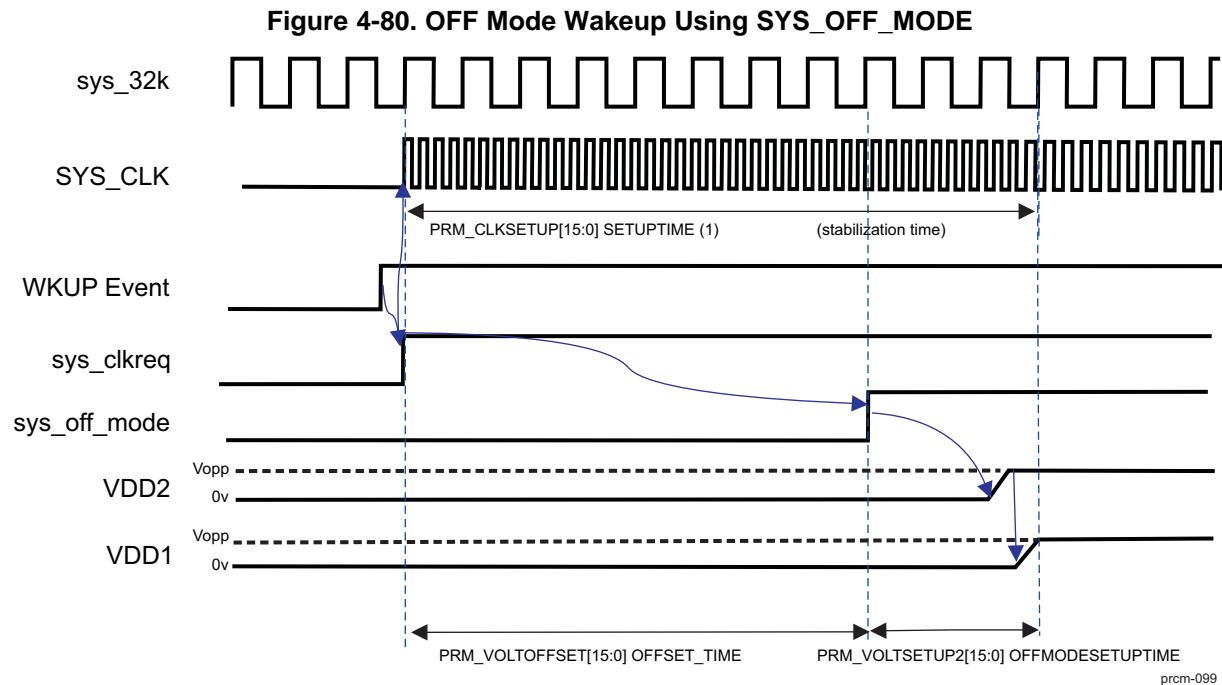 Figure 4-80. OFF Mode Wakeup Using SYS_OFF_MODE
sys_32k
SYS_CLK
PRM_CLKSETUP[15:0] SETUPTIME (1) (stabilization time)
WKUP Event
sys_clkreq
sys_off_mode
Vopp
VDD2
0v
Vopp
VDD1
0v
PRM_VOLTOFFSET[15:0] OFFSET_TIME PRM_VOLTSETUP2[15:0] OFFMODESETUPTIME
prcm-099